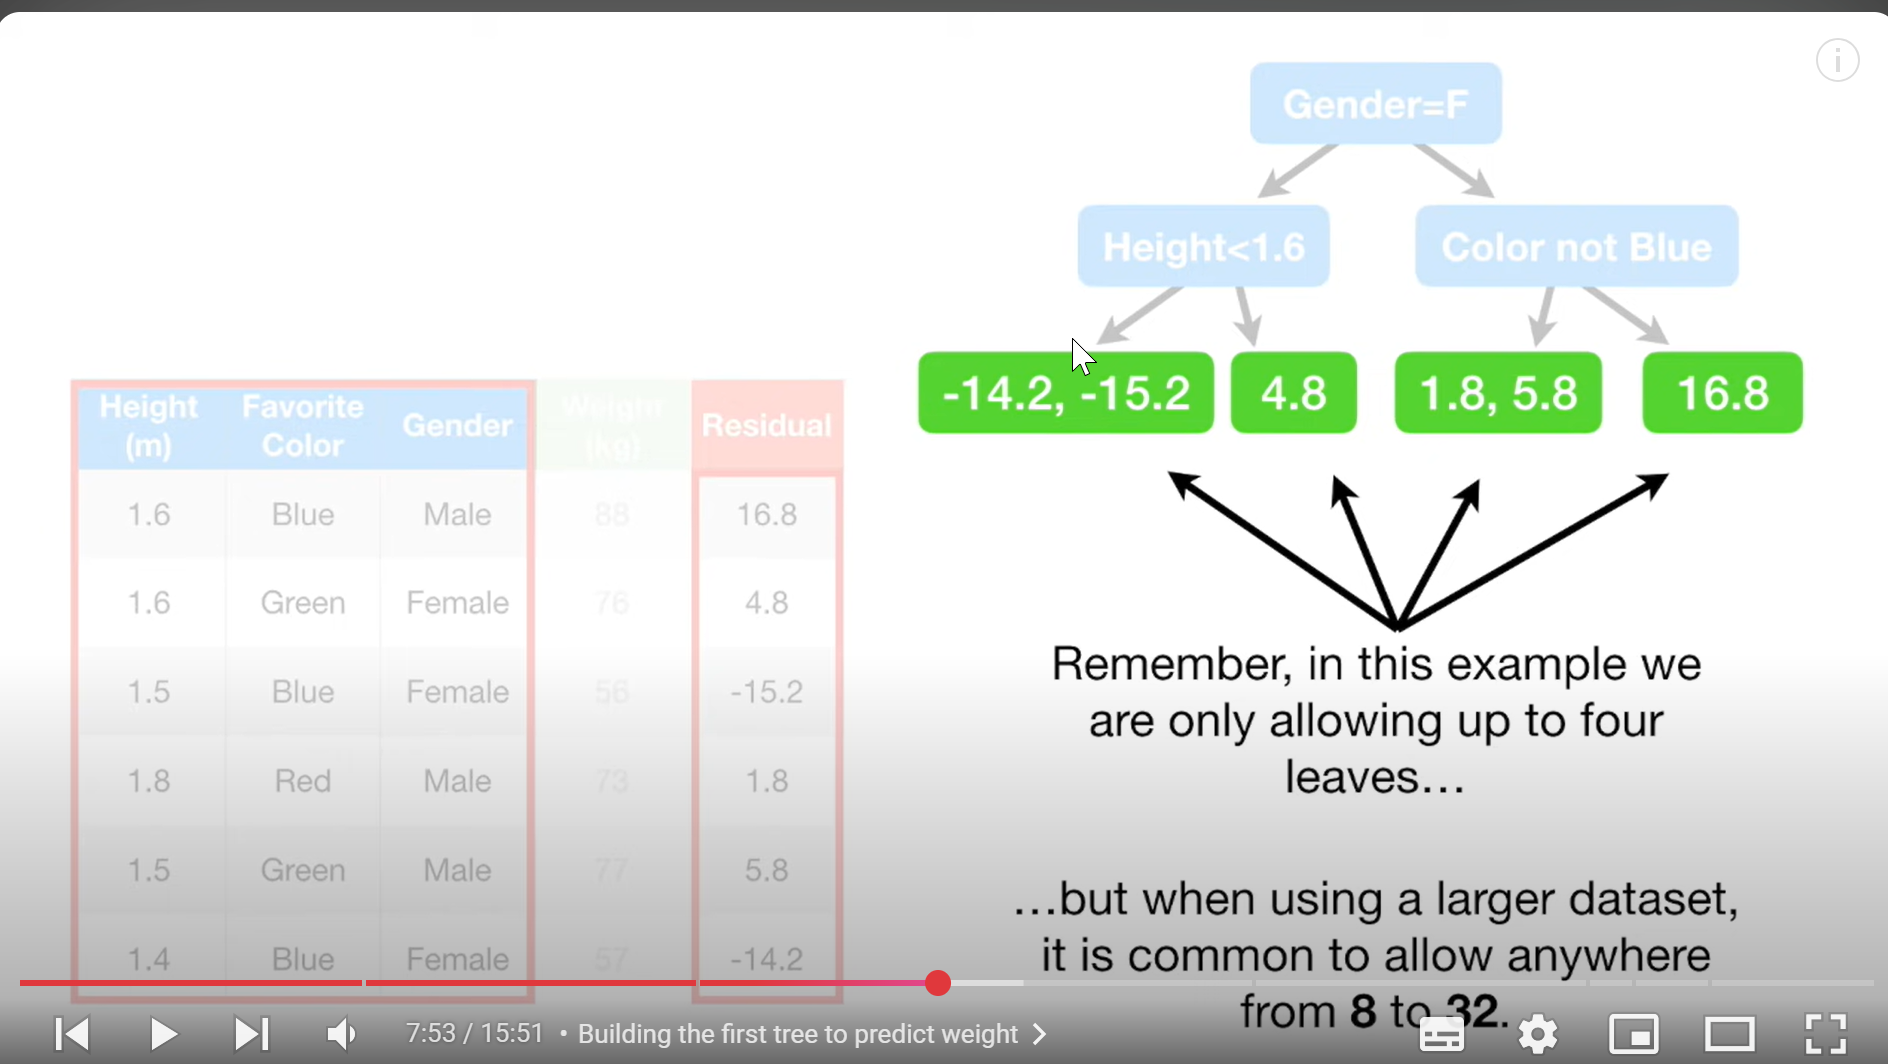 Gender=F
Height<1.6
Color not Blue
-14.2, -15.2
4.8
1.8, 5.8
16.8
Height (m) Favorite Color Gender Weight (kg) Residual
1.6 Blue Male 88 16.8
1.6 Green Female 76 4.8
1.5 Blue Female 56 -15.2
1.8 Red Male 73 1.8
1.5 Green Male 77 5.8
1.4 Blue Female 57 -14.2
Remember, in this example we
are only allowing up to four
leaves…
…but when using a larger dataset,
it is common to allow anywhere
from 8 to 32.
7:53 / 15:51 • Building the first tree to predict weight